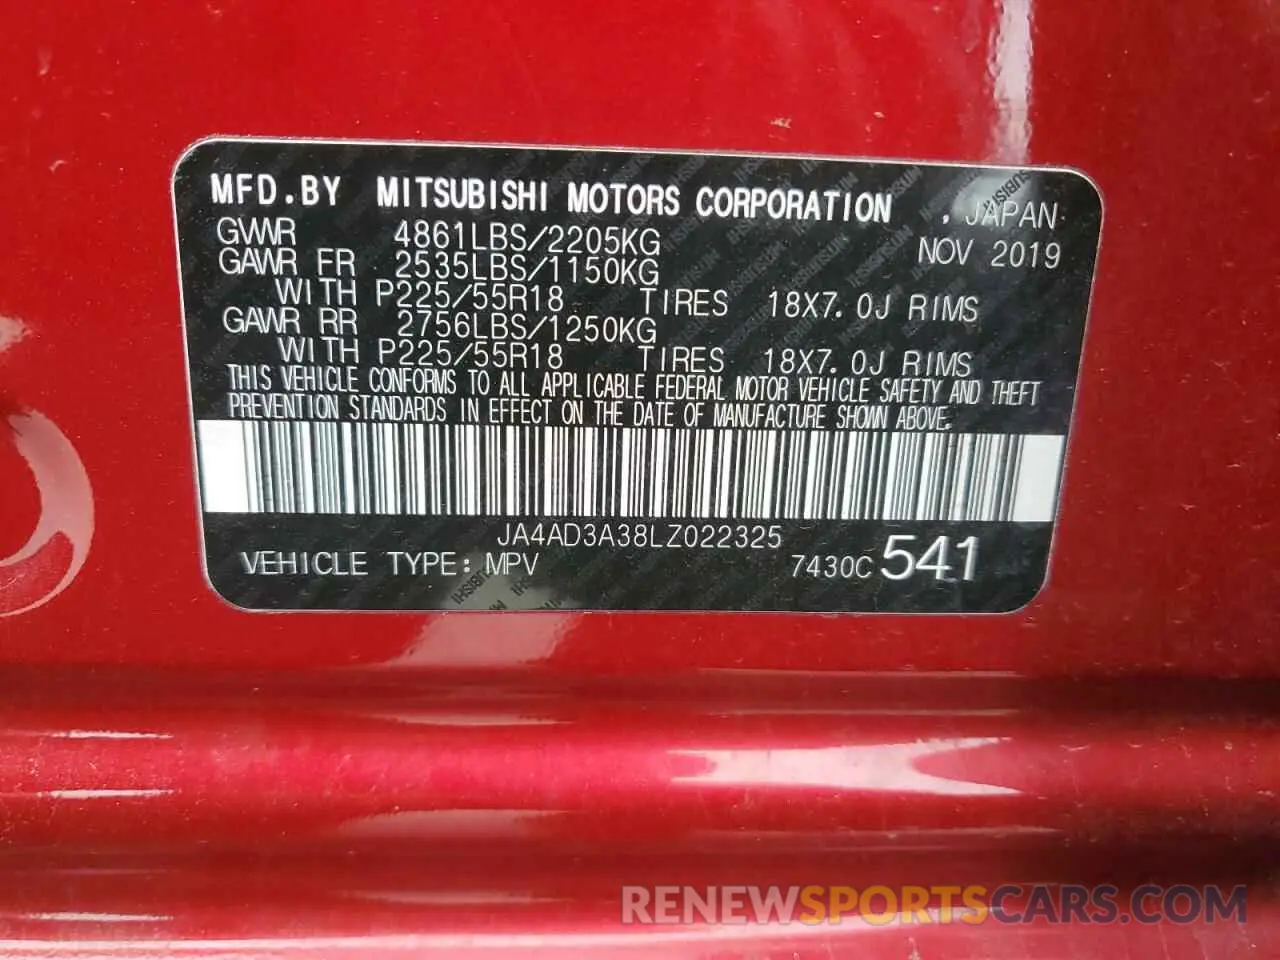 MFD.BY MITSUBISHI MOTORS CORPORATION , JAPAN
GVWR 4861LBS/2205KG NOV 2019
GAWR FR 2535LBS/1150KG
WITH P225/55R18 TIRES 18X7.0J RIMS
GAWR RR 2756LBS/1250KG
WITH P225/55R18 TIRES 18X7.0J RIMS
THIS VEHICLE CONFORMS TO ALL APPLICABLE FEDERAL MOTOR VEHICLE SAFETY AND THEFT
PREVENTION STANDARDS IN EFFECT ON THE DATE OF MANUFACTURE SHOWN ABOVE.
JA4AD3A38LZ022325
VEHICLE TYPE: MPV 7430C 541
RENEWSPORTSCARS.COM